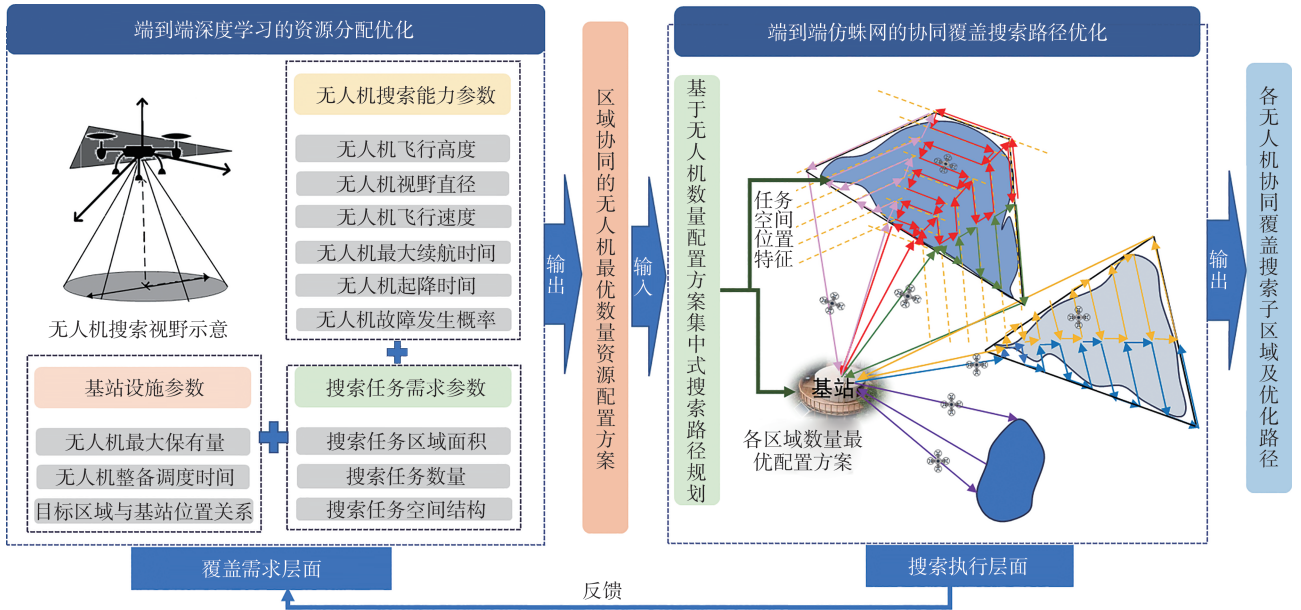 端到端深度学习的资源分配优化
无人机搜索视野示意
无人机搜索能力参数
无人机飞行高度
无人机视野直径
无人机飞行速度
无人机最大续航时间
无人机起降时间
无人机故障发生概率
基站设施参数
无人机最大保有量
无人机整备调度时间
目标区域与基站位置关系
搜索任务需求参数
搜索任务区域面积
搜索任务数量
搜索任务空间结构
覆盖需求层面
输出
区域协同的无人机最优数量资源配置方案
输入
端到端仿蛛网的协同覆盖搜索路径优化
基于无人机数量配置方案集中式搜索路径规划
任务
空间
位置
特征
基站
各区域数量最
优配置方案
搜索执行层面
输出
各无人机协同覆盖搜索子区域及优化路径
反馈